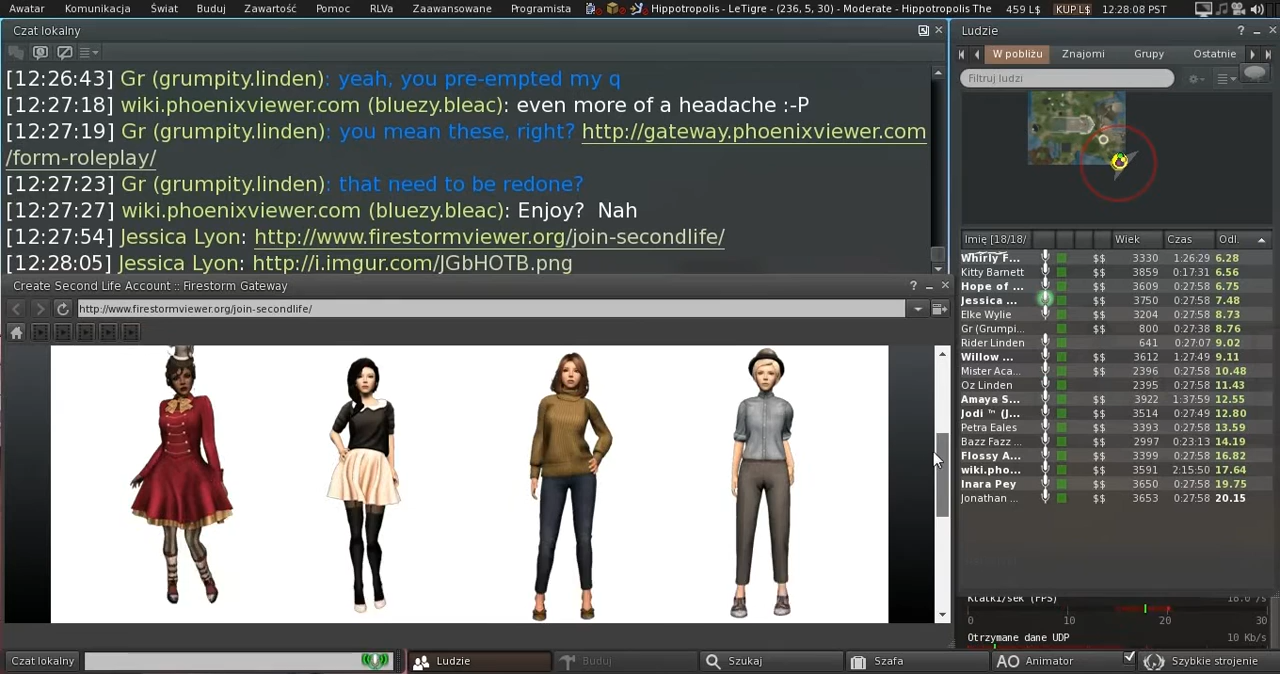 Awatar Komunikacja Świat Buduj Zawartość Pomoc RLVa Zaawansowane Programista Hippotropolis - LeTigre - (236, 5, 30) - Moderate - Hippotropolis The 459 L$ KUP L$ 12:28:08 PST
Czat lokalny
[12:26:43] Gr (grumpity.linden): yeah, you pre-empted my q
[12:27:18] wiki.phoenixviewer.com (bluezy.bleac): even more of a headache :-P
[12:27:19] Gr (grumpity.linden): you mean these, right? http://gateway.phoenixviewer.com
/form-roleplay/
[12:27:23] Gr (grumpity.linden): that need to be redone?
[12:27:27] wiki.phoenixviewer.com (bluezy.bleac): Enjoy?  Nah
[12:27:54] Jessica Lyon: http://www.firestormviewer.org/join-secondlife/
[12:28:05] Jessica Lyon: http://i.imgur.com/JGbHOTB.png
Create Second Life Account :: Firestorm Gateway
http://www.firestormviewer.org/join-secondlife/
Ludzie
W pobliżu Znajomi Grupy Ostatnie
Filtruj ludzi
Imię [18/18/ Wiek Czas Odl.
Whirly F... $$ 3330 1:26:29 6.28
Kitty Barnett $$ 3859 0:17:31 6.56
Hope of ... $$ 3609 0:27:58 6.75
Jessica ... $$ 3750 0:27:58 7.48
Elke Wylie $$ 3204 0:27:58 8.73
Gr (Grumpi... $$ 800 0:27:38 8.76
Rider Linden 641 0:27:07 9.02
Willow ... $$ 3612 1:27:49 9.11
Mister Aca... $$ 2396 0:27:58 10.48
Oz Linden 2395 0:27:58 11.43
Amaya S... $$ 3922 1:37:59 12.55
Jodi ™ (J... $$ 3514 0:27:49 12.80
Petra Eales $$ 3393 0:27:58 13.59
Bazz Fazz ... $$ 2997 0:23:13 14.19
Flossy A... $$ 3399 0:27:58 16.82
wiki.pho... $$ 3591 2:15:50 17.64
Inara Pey $$ 3650 0:27:58 19.75
Jonathan ... $$ 3653 0:27:58 20.15
Klatki/sek (FPS) 18.0 /s
10 20 30
Otrzymane dane UDP 10 Kb/s
Czat lokalny Ludzie Buduj Szukaj Szafa AO Animator Szybkie strojenie